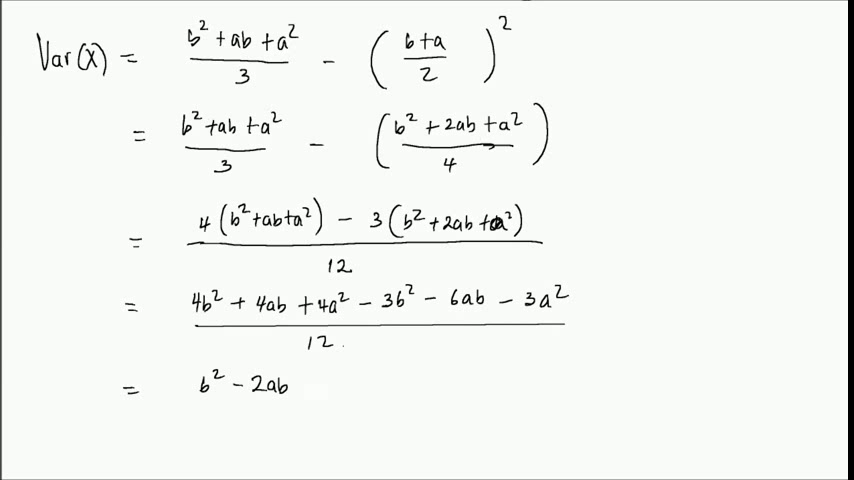 Var(X) = (b² + ab + a²)/3 - ((b+a)/2)²
= (b² + ab + a²)/3 - ((b² + 2ab + a²)/4)
= (4(b² + ab + a²) - 3(b² + 2ab + a²))/12
= (4b² + 4ab + 4a² - 3b² - 6ab - 3a²)/12
= b² - 2ab